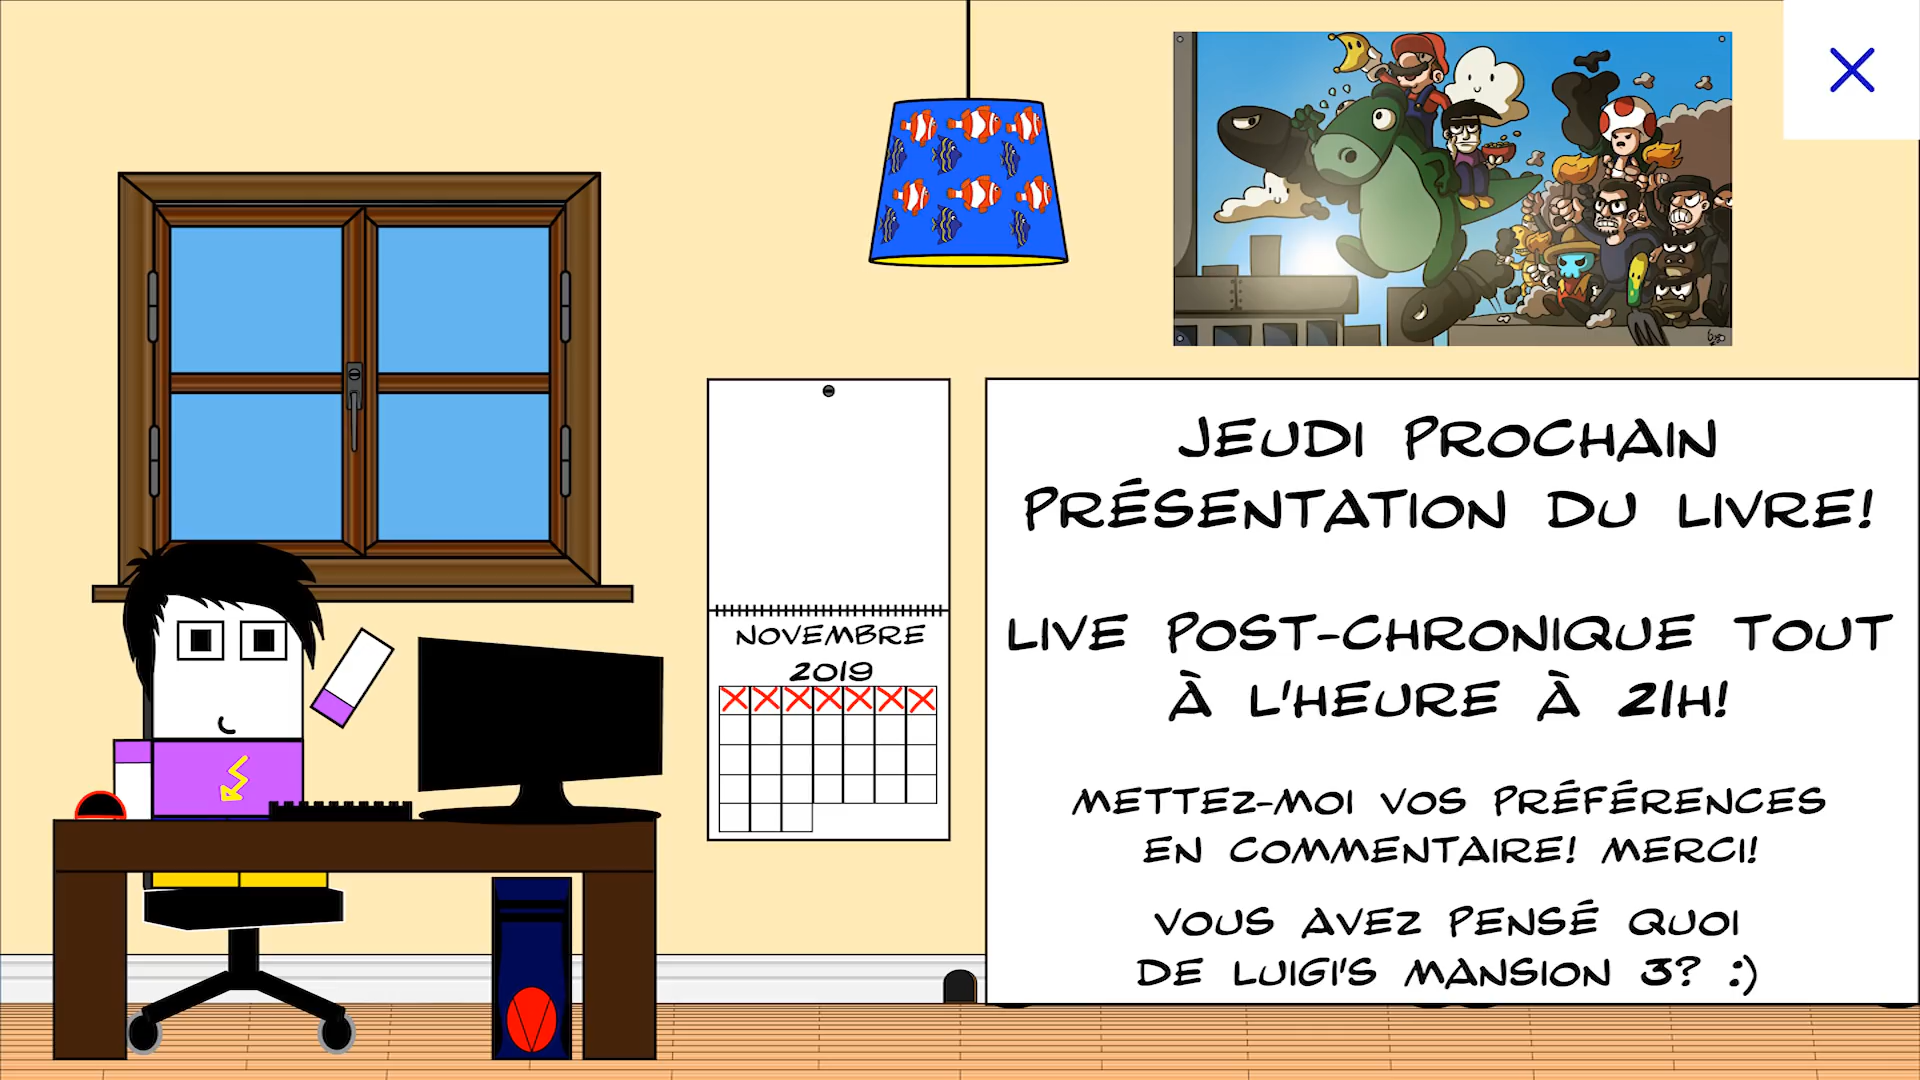 NOVEMBRE
2019
JEUDI PROCHAIN
PRÉSENTATION DU LIVRE!
LIVE POST-CHRONIQUE TOUT
À L'HEURE À 21H!
METTEZ-MOI VOS PRÉFÉRENCES
EN COMMENTAIRE! MERCI!
VOUS AVEZ PENSÉ QUOI
DE LUIGI'S MANSION 3? :)